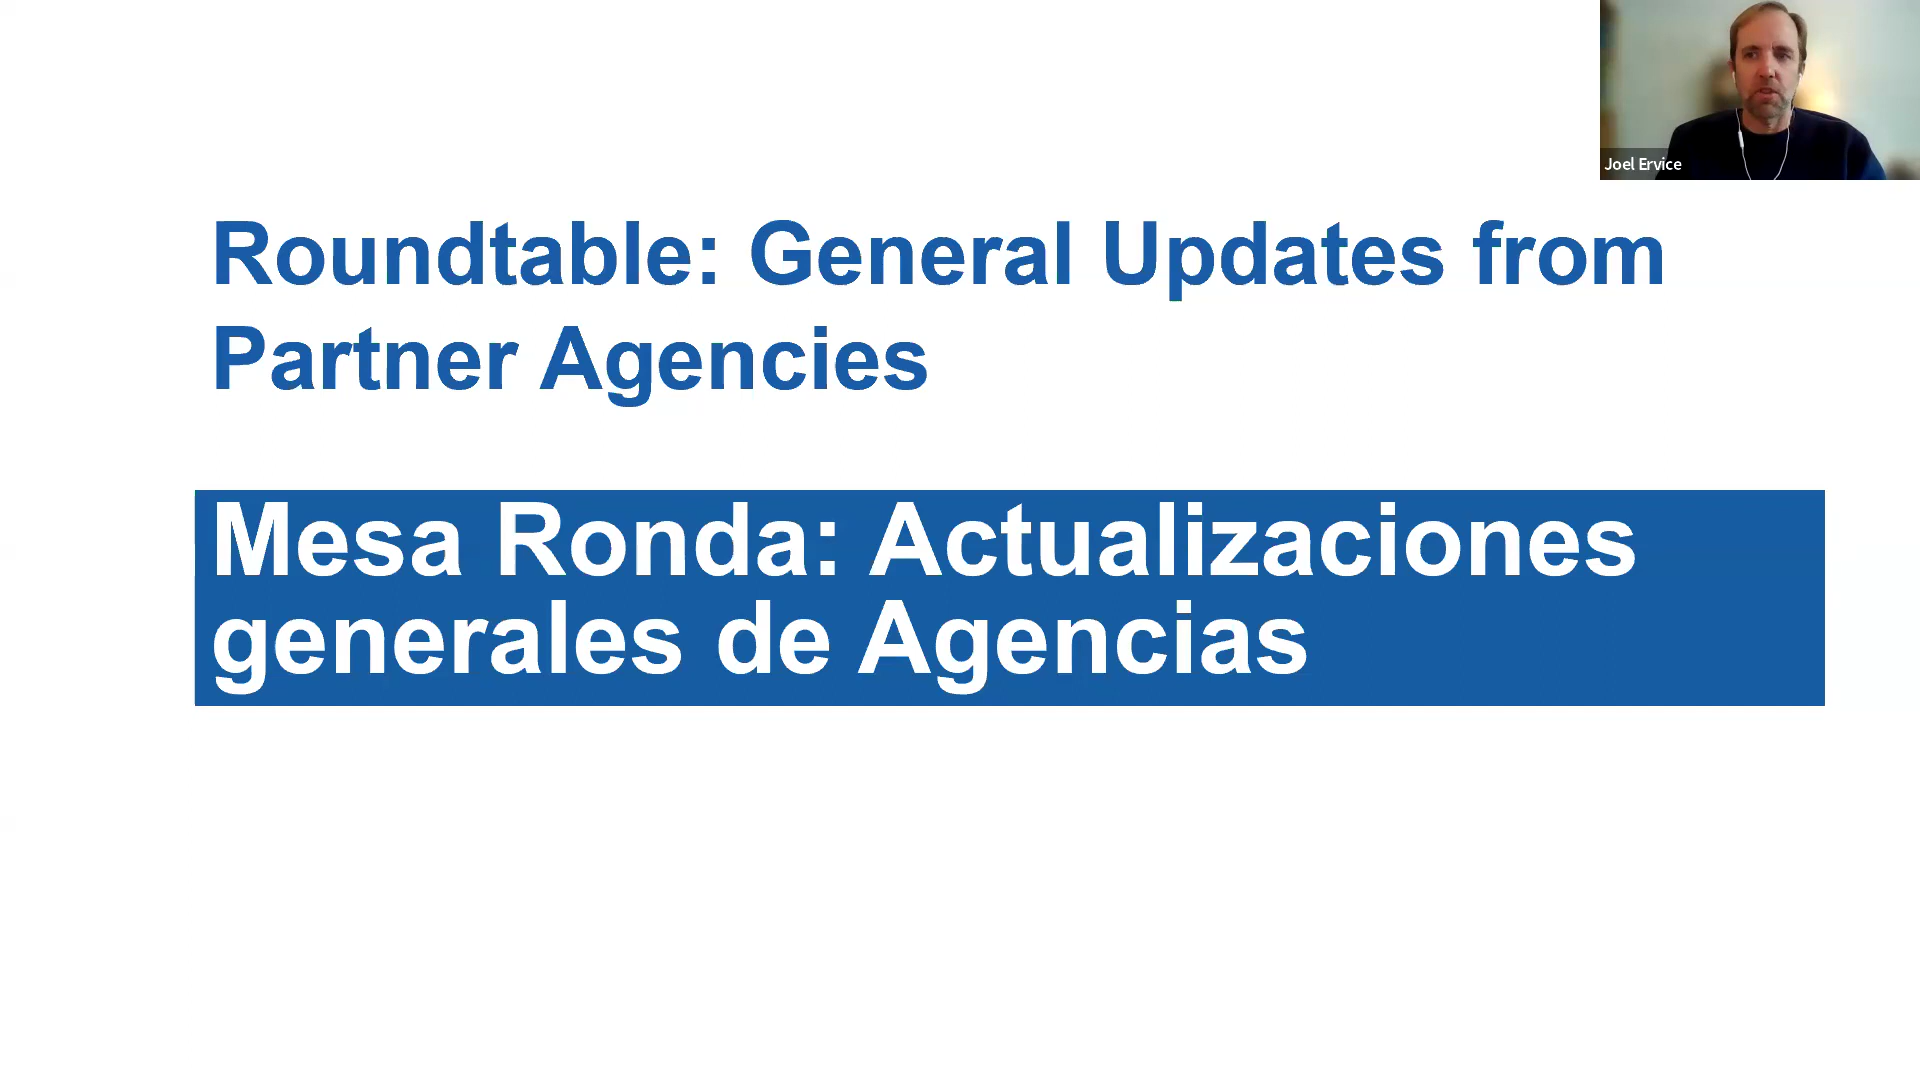 Joel Ervice
Roundtable: General Updates from
Partner Agencies
Mesa Ronda: Actualizaciones
generales de Agencias